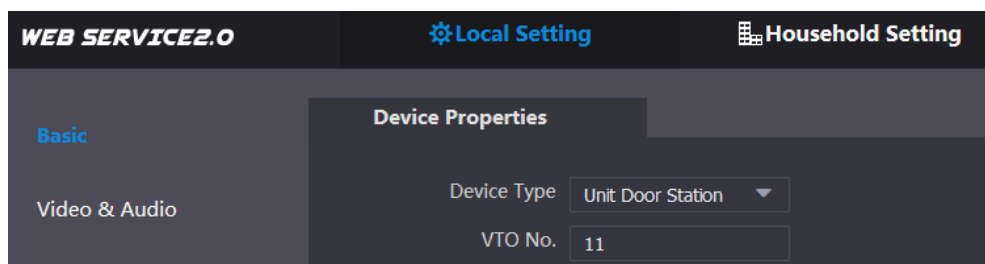 WEB SERVICE2.0 Local Setting Household Setting
Basic
Device Properties
Video & Audio
Device Type Unit Door Station
VTO No. 11